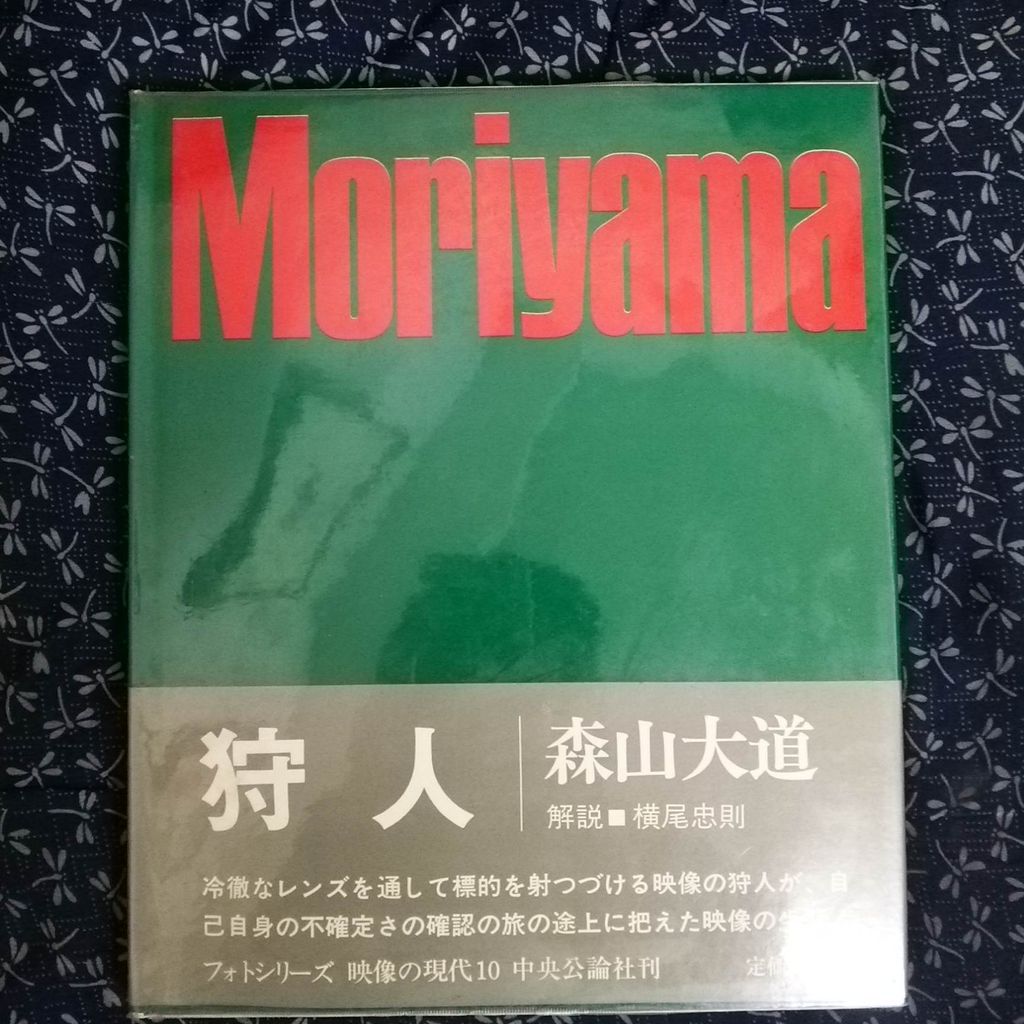 Moriyama
狩人
森山大道
解説■横尾忠則
冷徹なレンズを通して標的を射つづける映像の狩人が、自
己自身の不確定さの確認の旅の途上に把えた映像の
フォトシリーズ 映像の現代10 中央公論社刊
定価